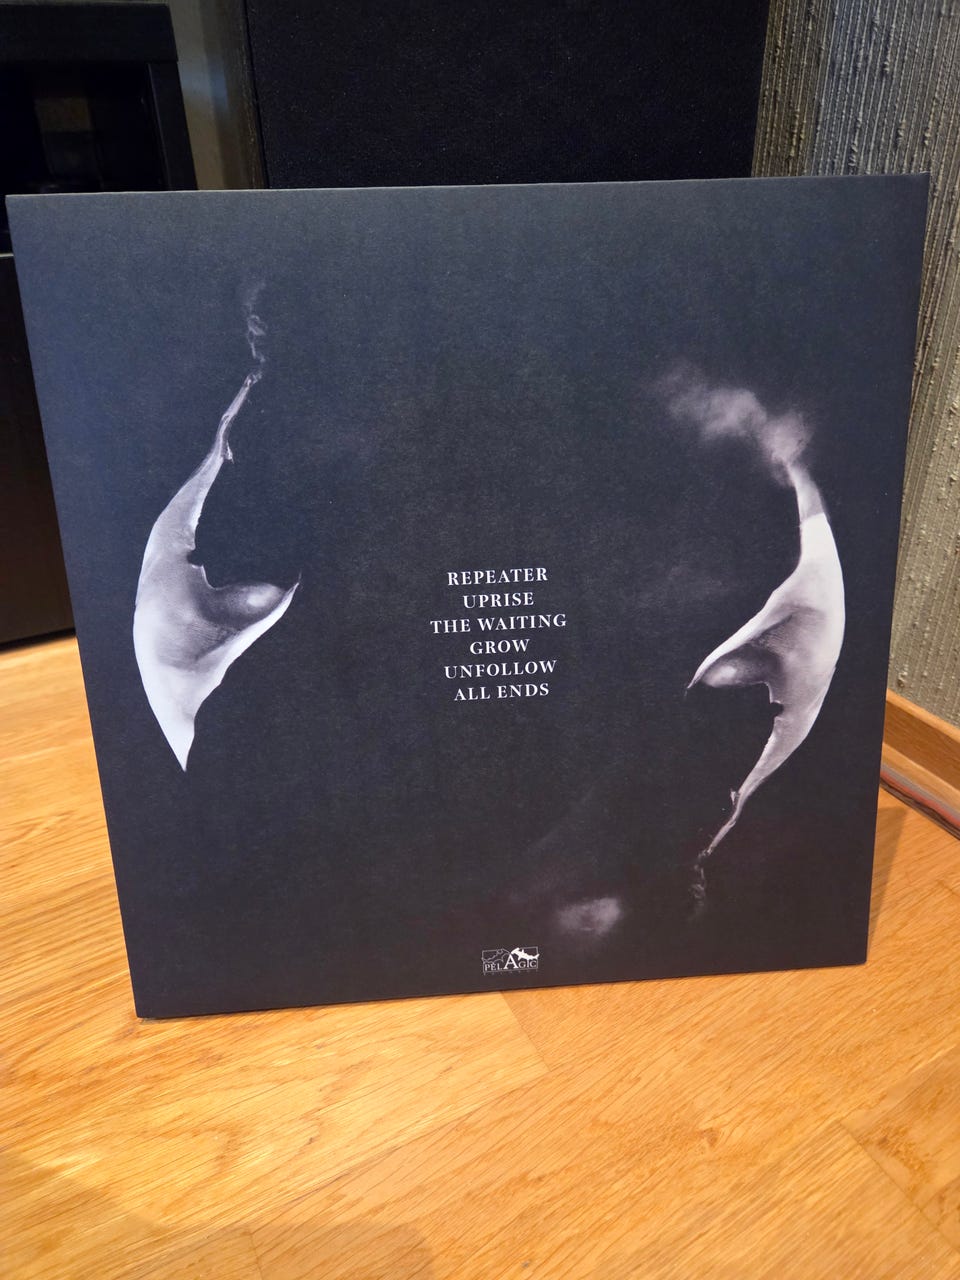 REPEATER
UPRISE
THE WAITING
GROW
UNFOLLOW
ALL ENDS
PELAGIC